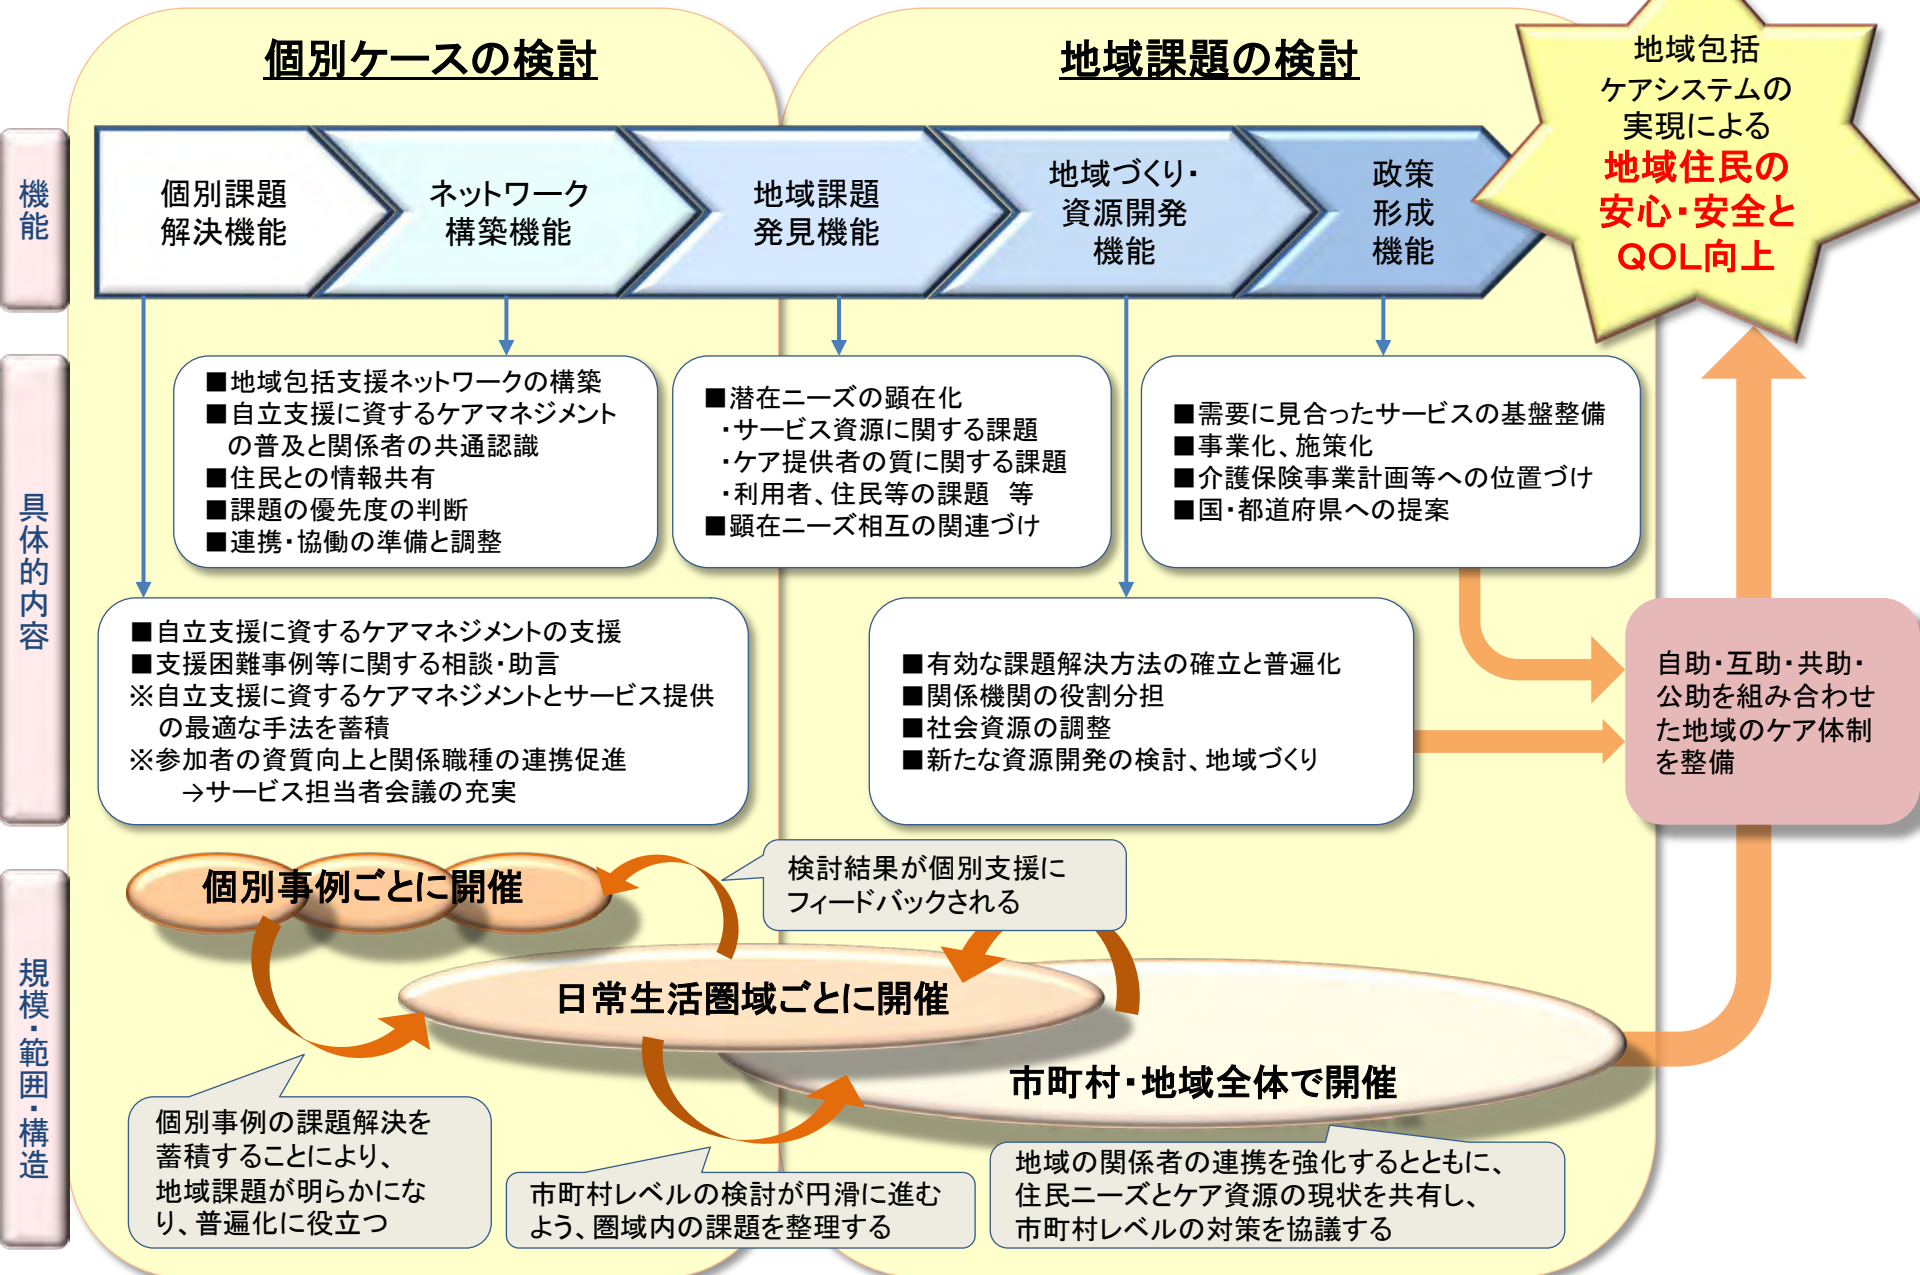 個別ケースの検討
地域課題の検討
地域包括
ケアシステムの
実現による
地域住民の
安心・安全と
QOL向上
機能
個別課題
解決機能
ネットワーク
構築機能
地域課題
発見機能
地域づくり・
資源開発
機能
政策
形成
機能
具体的内容
■地域包括支援ネットワークの構築
■自立支援に資するケアマネジメント
の普及と関係者の共通認識
■住民との情報共有
■課題の優先度の判断
■連携・協働の準備と調整
■潜在ニーズの顕在化
・サービス資源に関する課題
・ケア提供者の質に関する課題
・利用者、住民等の課題　等
■顕在ニーズ相互の関連づけ
■需要に見合ったサービスの基盤整備
■事業化、施策化
■介護保険事業計画等への位置づけ
■国・都道府県への提案
■自立支援に資するケアマネジメントの支援
■支援困難事例等に関する相談・助言
※自立支援に資するケアマネジメントとサービス提供
の最適な手法を蓄積
※参加者の資質向上と関係職種の連携促進
→サービス担当者会議の充実
■有効な課題解決方法の確立と普遍化
■関係機関の役割分担
■社会資源の調整
■新たな資源開発の検討、地域づくり
自助・互助・共助・
公助を組み合わせ
た地域のケア体制
を整備
規模・範囲・構造
個別事例ごとに開催
検討結果が個別支援に
フィードバックされる
日常生活圏域ごとに開催
市町村・地域全体で開催
個別事例の課題解決を
蓄積することにより、
地域課題が明らかにな
り、普遍化に役立つ
市町村レベルの検討が円滑に進む
よう、圏域内の課題を整理する
地域の関係者の連携を強化するとともに、
住民ニーズとケア資源の現状を共有し、
市町村レベルの対策を協議する